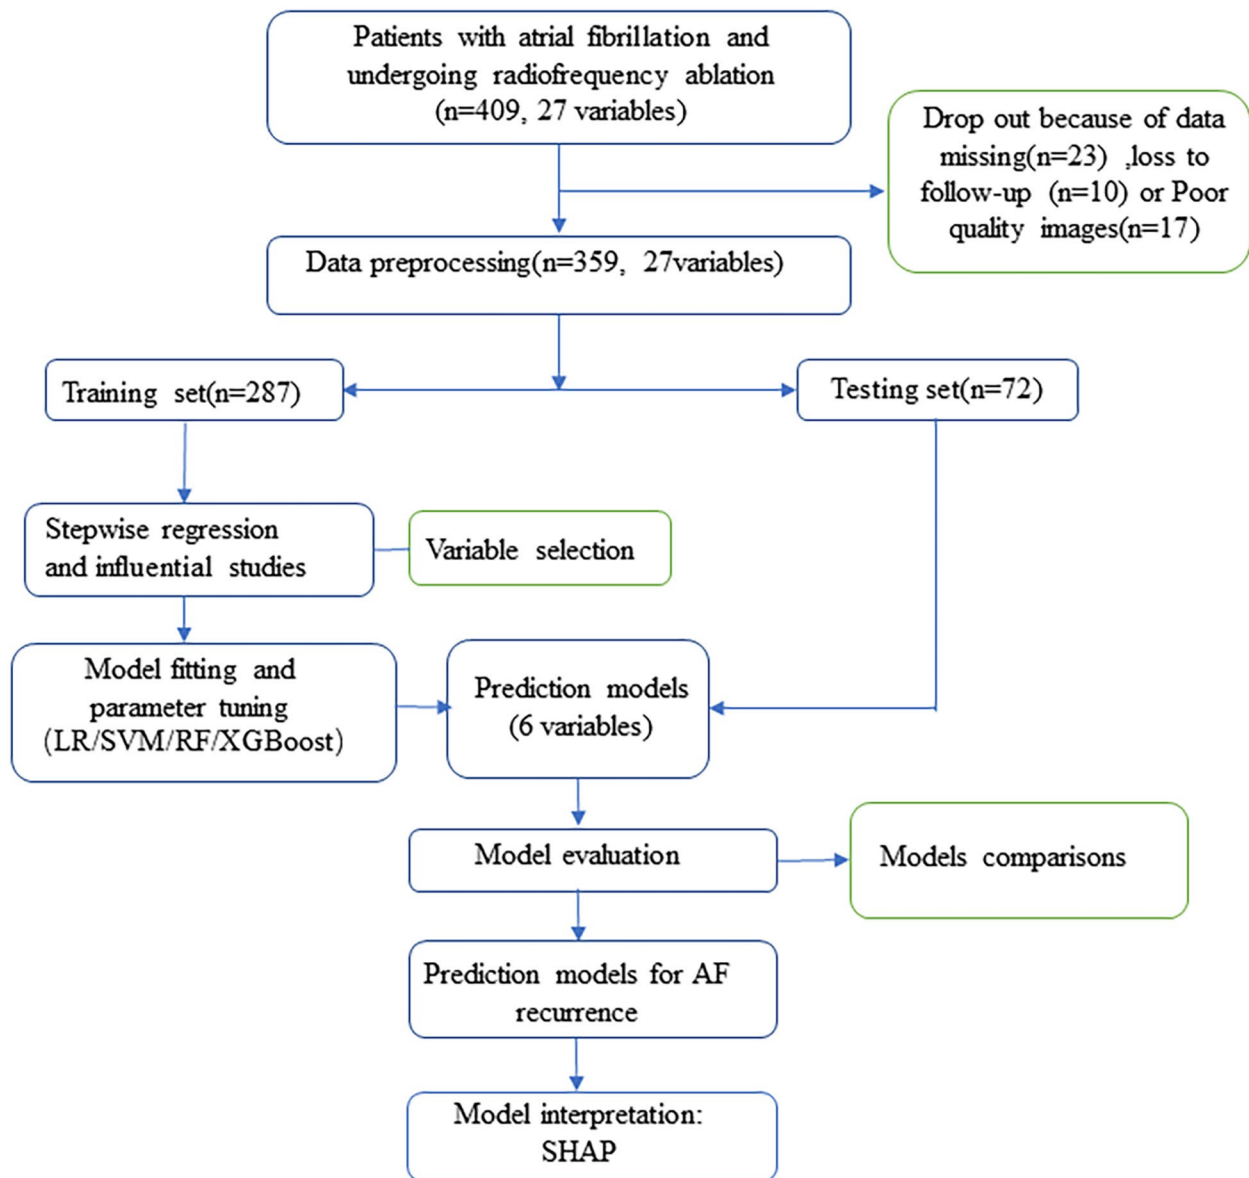 Patients with atrial fibrillation and
undergoing radiofrequency ablation
(n=409, 27 variables)
Drop out because of data
missing(n=23) ,loss to
follow-up (n=10) or Poor
quality images(n=17)
Data preprocessing(n=359, 27variables)
Training set(n=287)
Testing set(n=72)
Stepwise regression
and influential studies
Variable selection
Model fitting and
parameter tuning
(LR/SVM/RF/XGBoost)
Prediction models
(6 variables)
Model evaluation
Models comparisons
Prediction models for AF
recurrence
Model interpretation:
SHAP